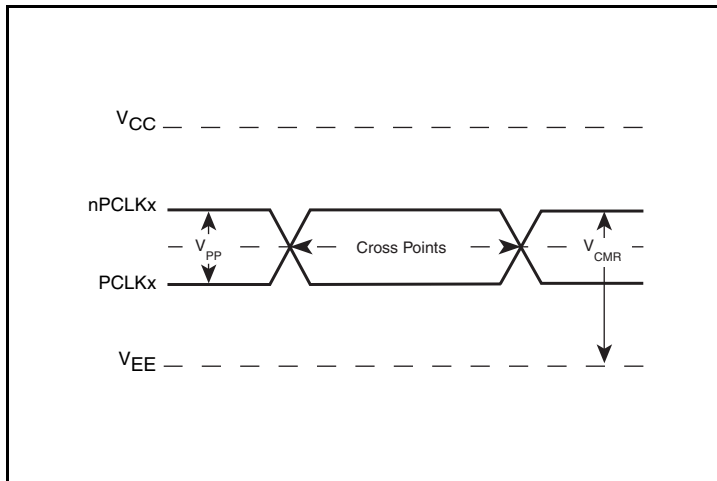 VCC
nPCLKx
VPP
Cross Points
VCMR
PCLKx
VEE